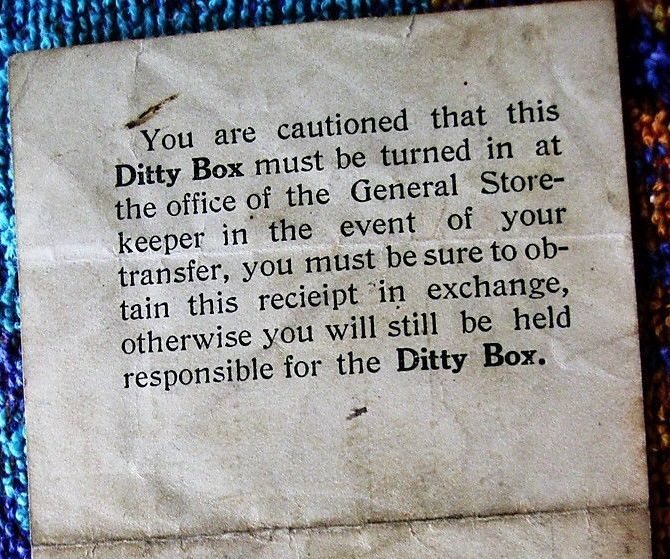 You are cautioned that this
Ditty Box must be turned in at
the office of the General Store-
keeper in the event of your
transfer, you must be sure to ob-
tain this recieipt in exchange,
otherwise you will still be held
responsible for the Ditty Box.